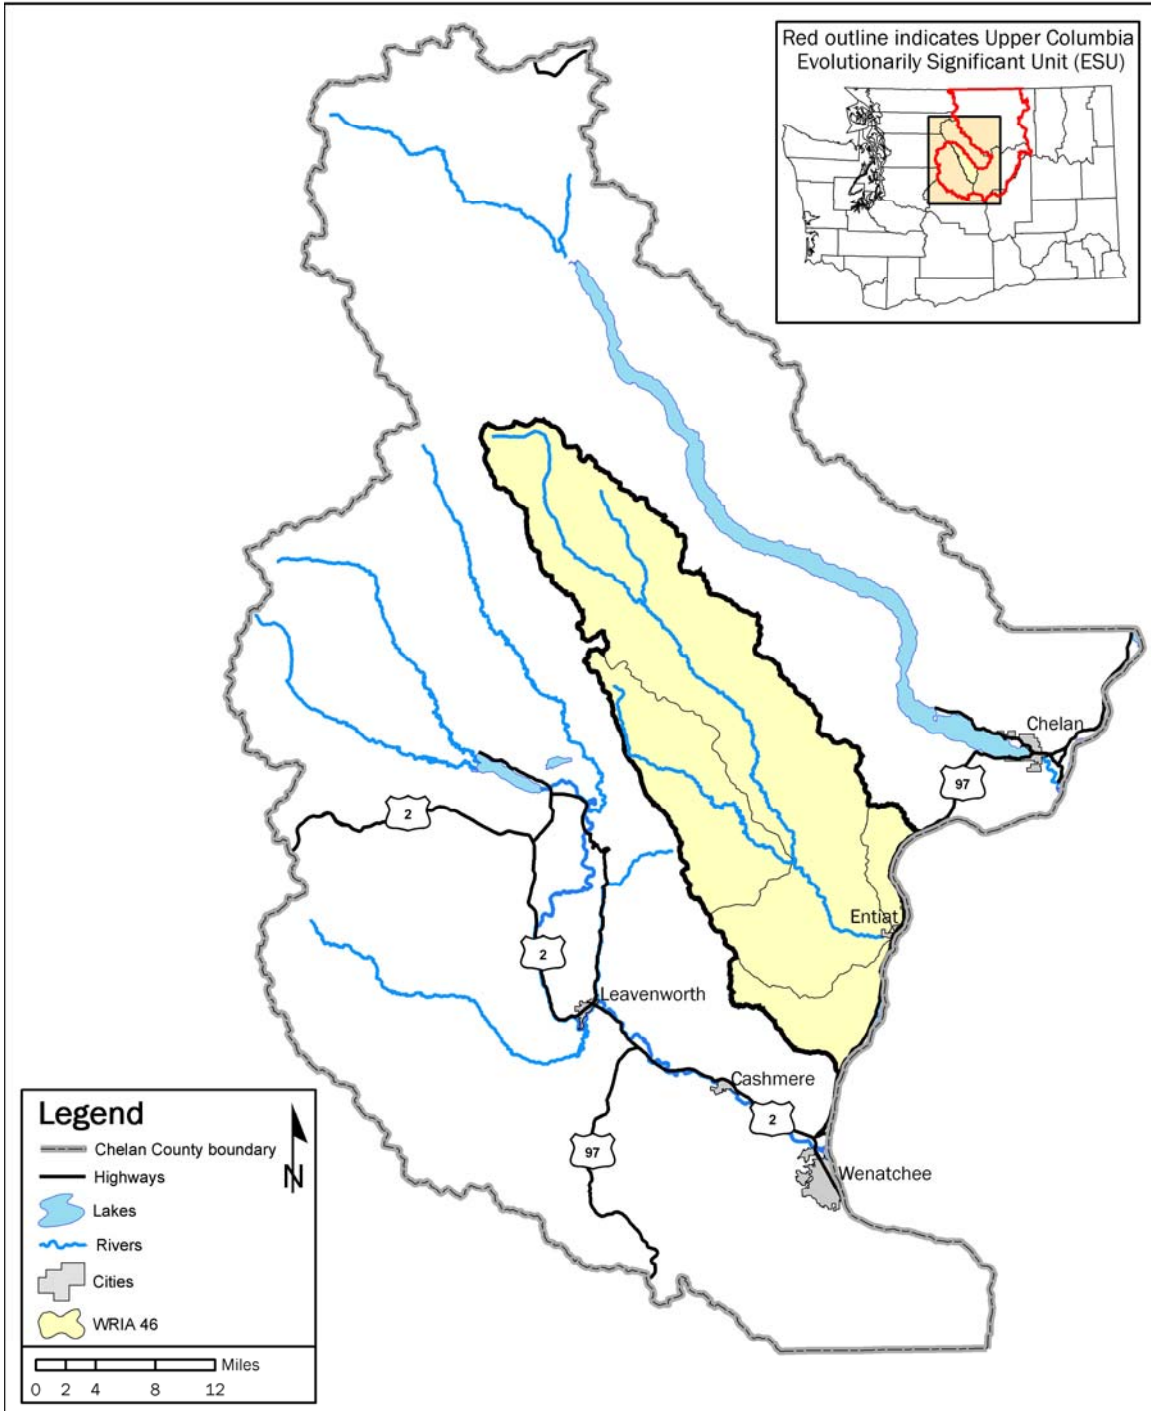 Red outline indicates Upper Columbia
Evolutionarily Significant Unit (ESU)
Chelan
97
2
Entiat
2
Leavenworth
Cashmere
2
97
Wenatchee
Legend
N
Chelan County boundary
Highways
Lakes
Rivers
Cities
WRIA 46
Miles
0 2 4 8 12